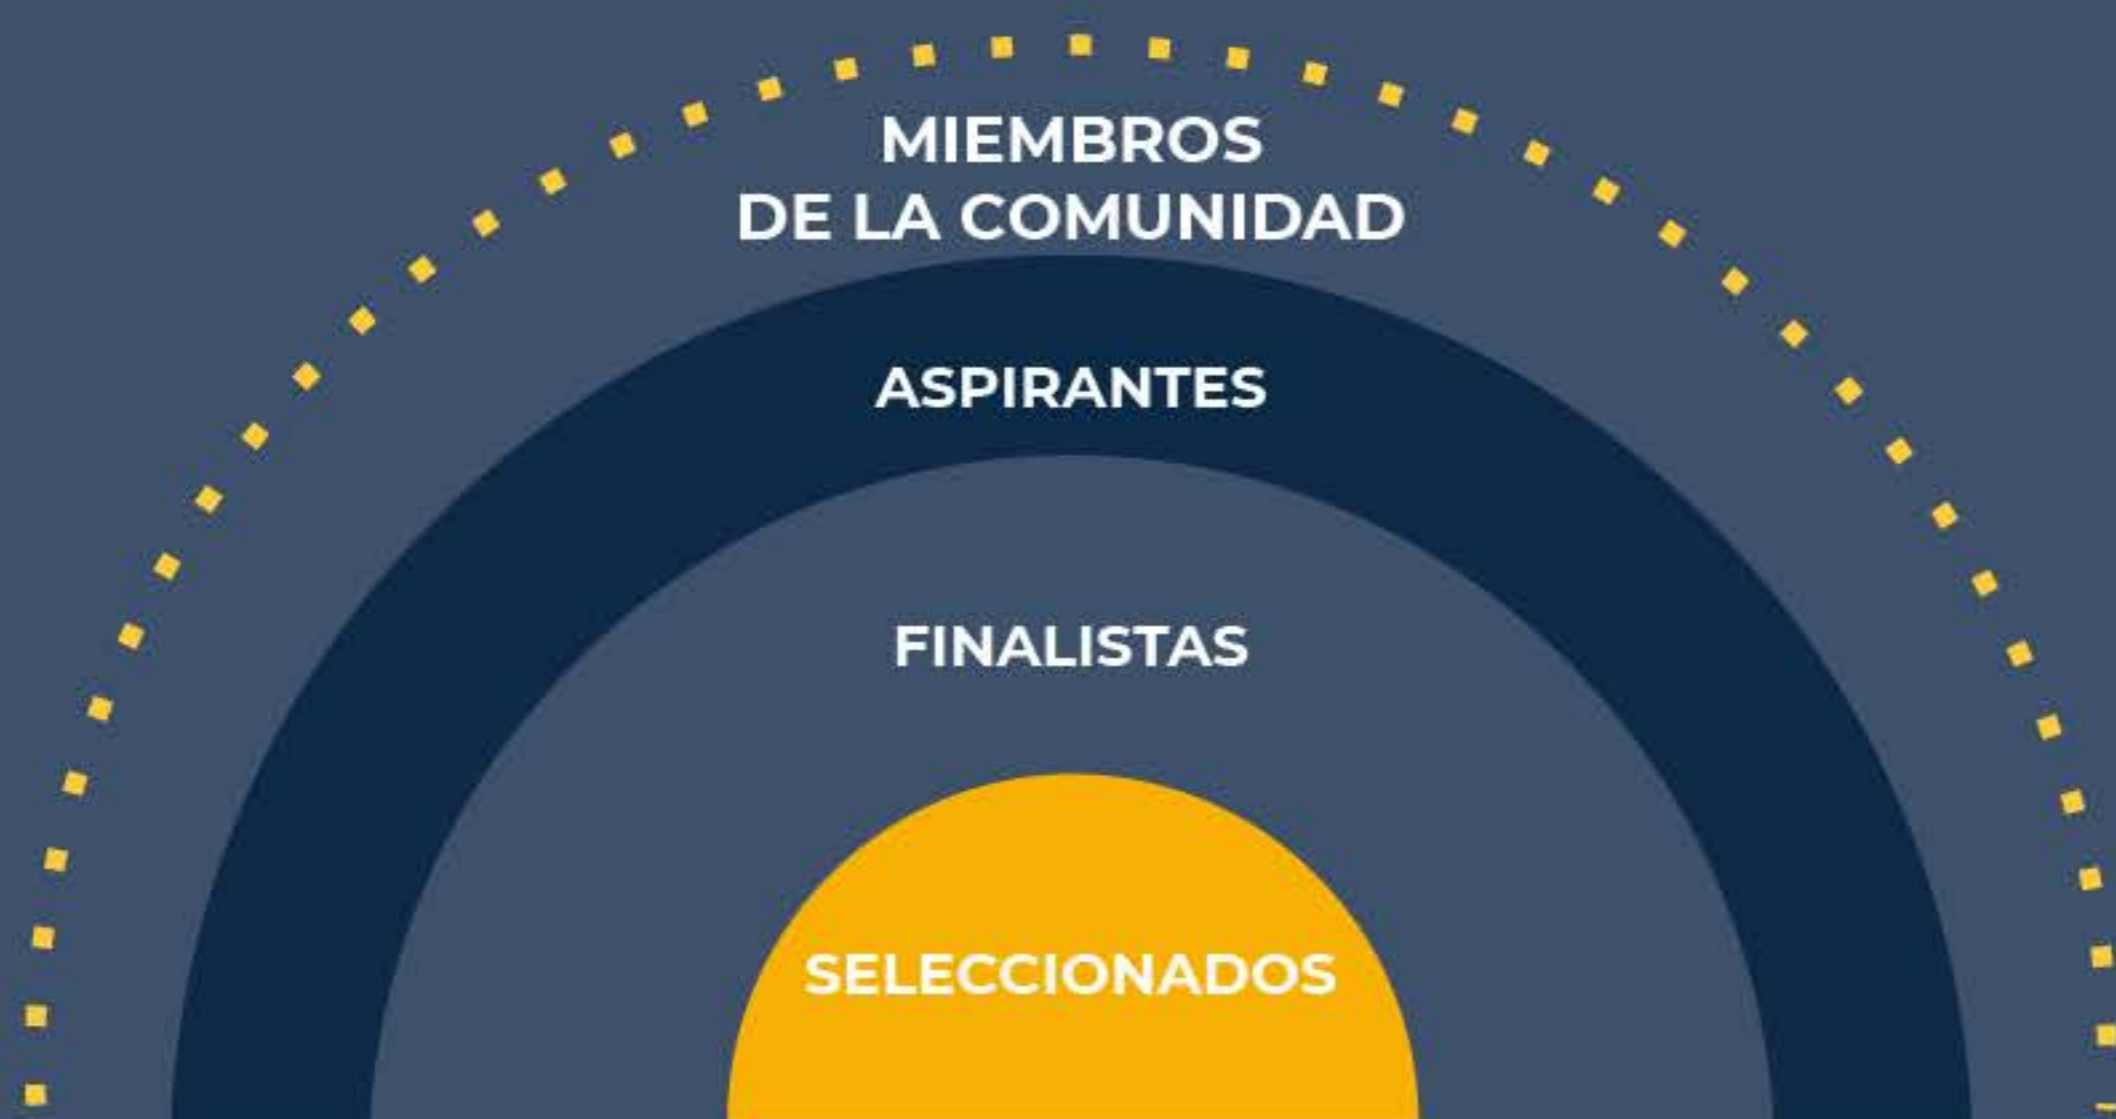 MIEMBROS
DE LA COMUNIDAD
ASPIRANTES
FINALISTAS
SELECCIONADOS